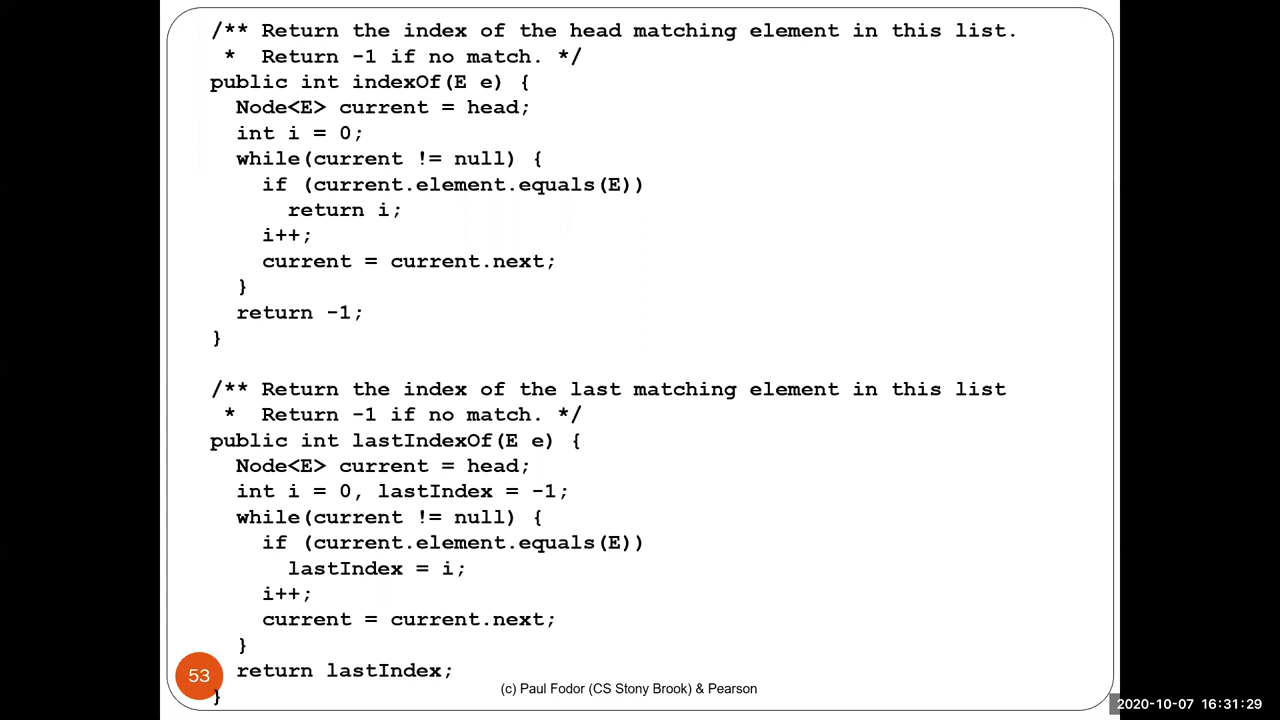 /** Return the index of the head matching element in this list.
 *  Return -1 if no match. */
public int indexOf(E e) {
  Node<E> current = head;
  int i = 0;
  while(current != null) {
    if (current.element.equals(E))
      return i;
    i++;
    current = current.next;
  }
  return -1;
}

/** Return the index of the last matching element in this list
 *  Return -1 if no match. */
public int lastIndexOf(E e) {
  Node<E> current = head;
  int i = 0, lastIndex = -1;
  while(current != null) {
    if (current.element.equals(E))
      lastIndex = i;
    i++;
    current = current.next;
  }
  return lastIndex;
}
53
(c) Paul Fodor (CS Stony Brook) & Pearson
2020-10-07 16:31:29